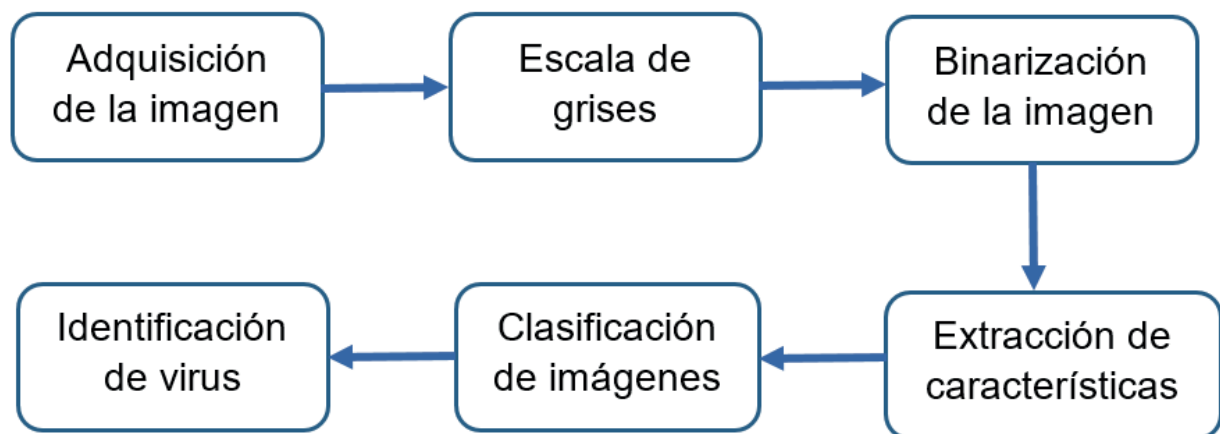 Adquisición
de la imagen
Escala de
grises
Binarización
de la imagen
Extracción de
características
Clasificación
de imágenes
Identificación
de virus